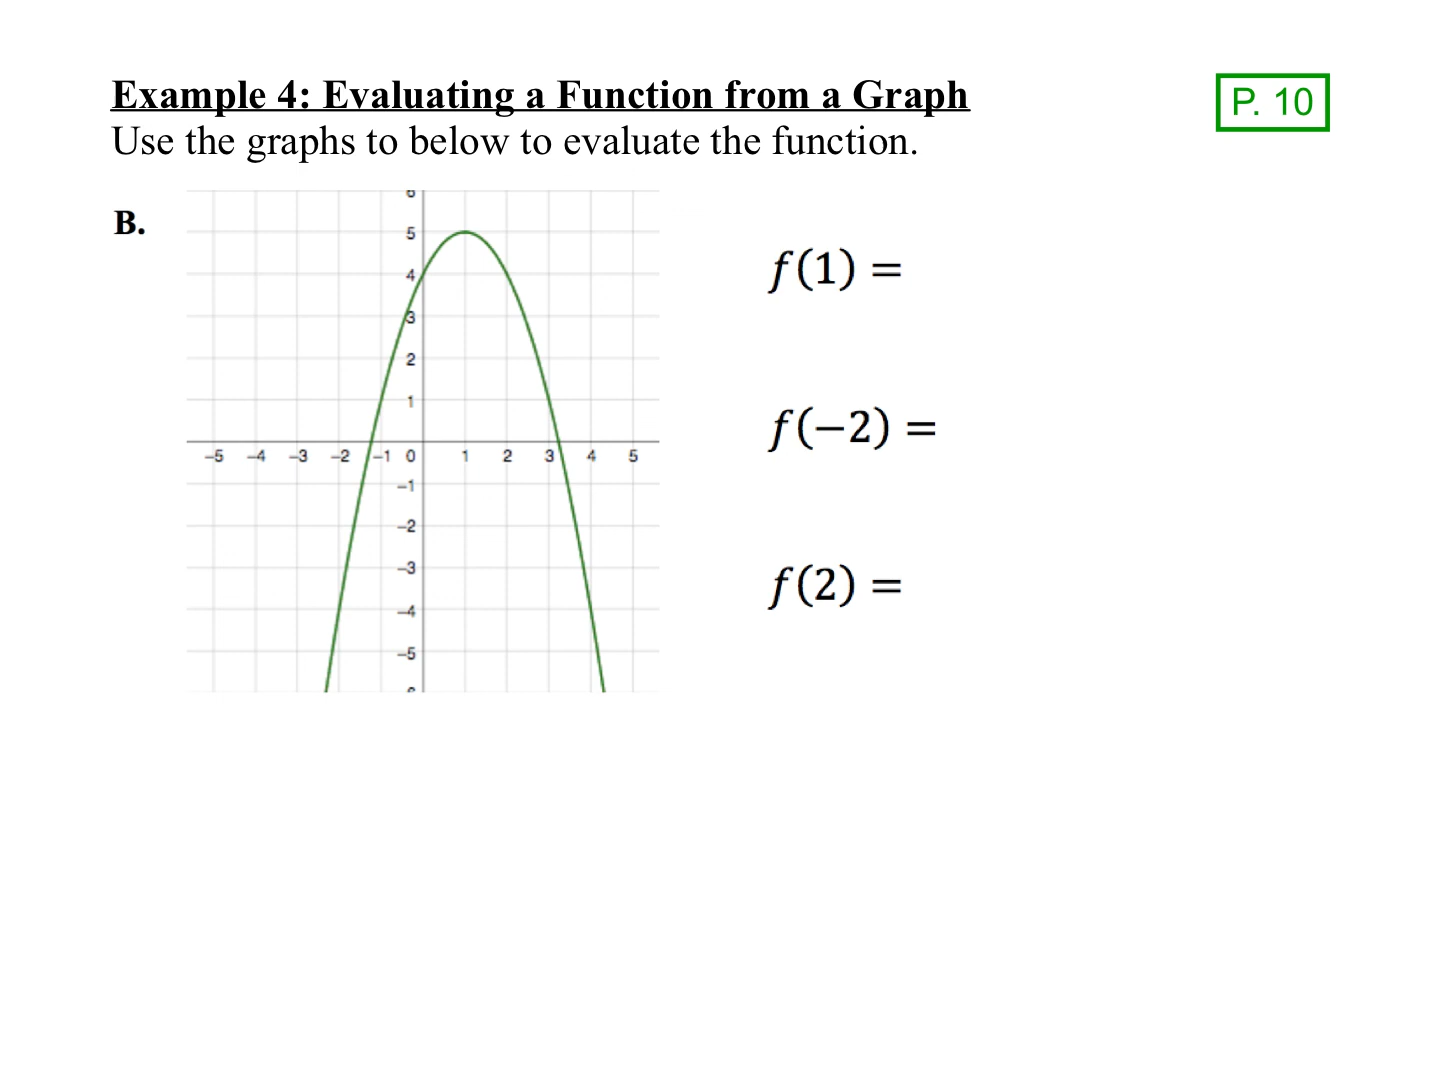 Example 4: Evaluating a Function from a Graph
P. 10
Use the graphs to below to evaluate the function.
B.
6
5
4
3
2
1
-5 -4 -3 -2 -1 0 1 2 3 4 5
-1
-2
-3
-4
-5
f(1) =
f(−2) =
f(2) =